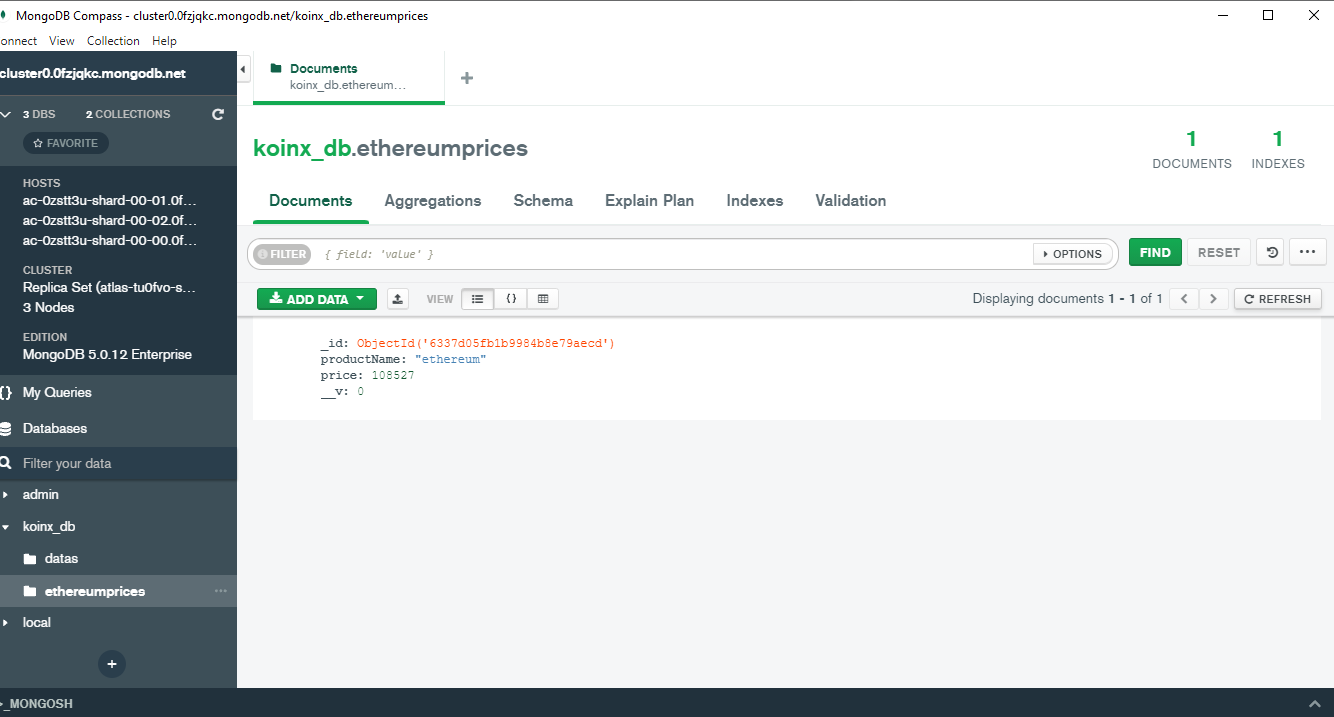 MongoDB Compass - cluster0.0fzjqkc.mongodb.net/koinx_db.ethereumprices
onnect View Collection Help
cluster0.0fzjqkc.mongodb.net
3 DBS 2 COLLECTIONS
FAVORITE
HOSTS
ac-0zstt3u-shard-00-01.0f...
ac-0zstt3u-shard-00-02.0f...
ac-0zstt3u-shard-00-00.0f...
CLUSTER
Replica Set (atlas-tu0fvo-s...
3 Nodes
EDITION
MongoDB 5.0.12 Enterprise
{} My Queries
Databases
Filter your data
admin
koinx_db
datas
ethereumprices ...
local
+
Documents
koinx_db.ethereum...
+
koinx_db.ethereumprices
1 DOCUMENTS
1 INDEXES
Documents Aggregations Schema Explain Plan Indexes Validation
FILTER { field: 'value' } OPTIONS FIND RESET ...
ADD DATA VIEW {} Displaying documents 1 - 1 of 1 < > REFRESH
_id: ObjectId('6337d05fb1b9984b8e79aecd')
productName: "ethereum"
price: 108527
__v: 0
>_MONGOSH